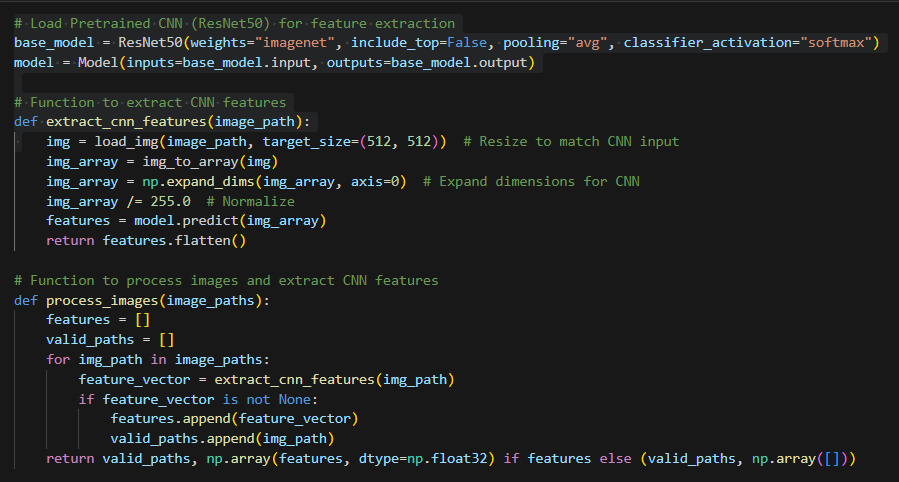 # Load Pretrained CNN (ResNet50) for feature extraction
base_model = ResNet50(weights="imagenet", include_top=False, pooling="avg", classifier_activation="softmax")
model = Model(inputs=base_model.input, outputs=base_model.output)
# Function to extract CNN features
def extract_cnn_features(image_path):
    img = load_img(image_path, target_size=(512, 512))  # Resize to match CNN input
    img_array = img_to_array(img)
    img_array = np.expand_dims(img_array, axis=0)  # Expand dimensions for CNN
    img_array /= 255.0  # Normalize
    features = model.predict(img_array)
    return features.flatten()
# Function to process images and extract CNN features
def process_images(image_paths):
    features = []
    valid_paths = []
    for img_path in image_paths:
        feature_vector = extract_cnn_features(img_path)
        if feature_vector is not None:
            features.append(feature_vector)
            valid_paths.append(img_path)
    return valid_paths, np.array(features, dtype=np.float32) if features else (valid_paths, np.array([]))